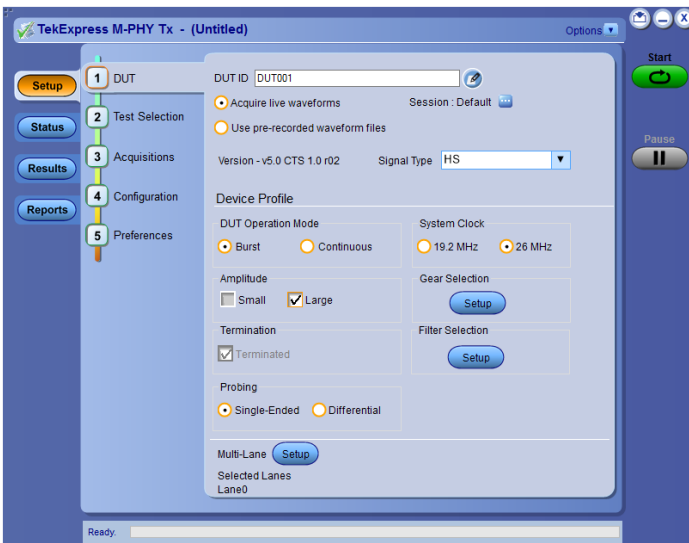 TekExpress M-PHY Tx - (Untitled)
Options
Start
Pause
Setup
Status
Results
Reports
1 DUT
2 Test Selection
3 Acquisitions
4 Configuration
5 Preferences
DUT ID DUT001
Acquire live waveforms Session : Default
Use pre-recorded waveform files
Version - v5.0 CTS 1.0 r02 Signal Type HS
Device Profile
DUT Operation Mode
Burst Continuous
System Clock
19.2 MHz 26 MHz
Amplitude
Small Large
Gear Selection
Setup
Termination
Terminated
Filter Selection
Setup
Probing
Single-Ended Differential
Multi-Lane Setup
Selected Lanes
Lane0
Ready.